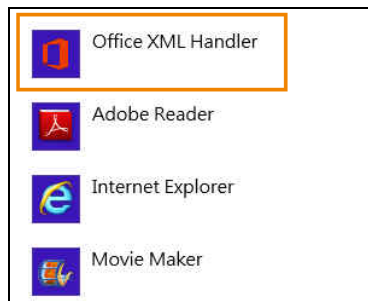 Office XML Handler
Adobe Reader
Internet Explorer
Movie Maker